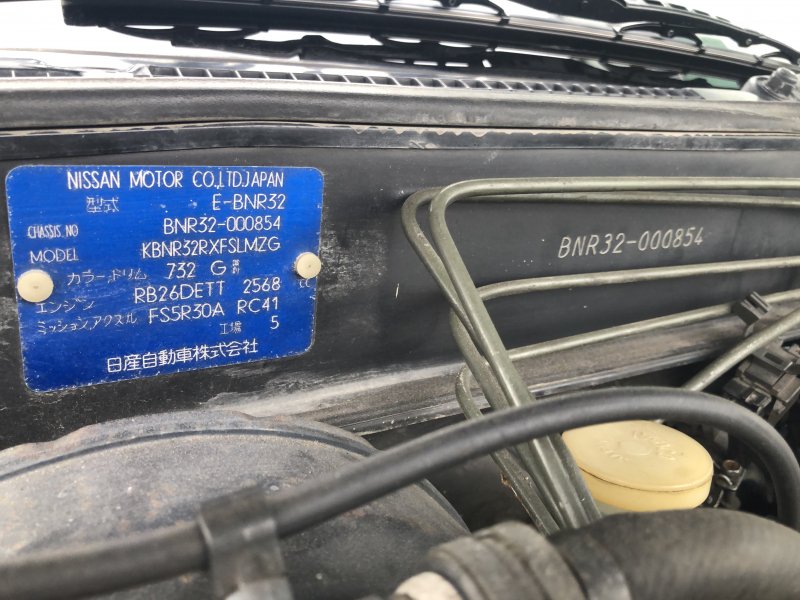 NISSAN MOTOR CO.,LTD.JAPAN
型式 E-BNR32
CHASSIS NO BNR32-000854
MODEL KBNR32RXFSLMZG
カラー・トリム 732 G
エンジン RB26DETT 2568 cc
ミッション,アクスル FS5R30A RC41
工場 5
日産自動車株式会社
BNR32-000854